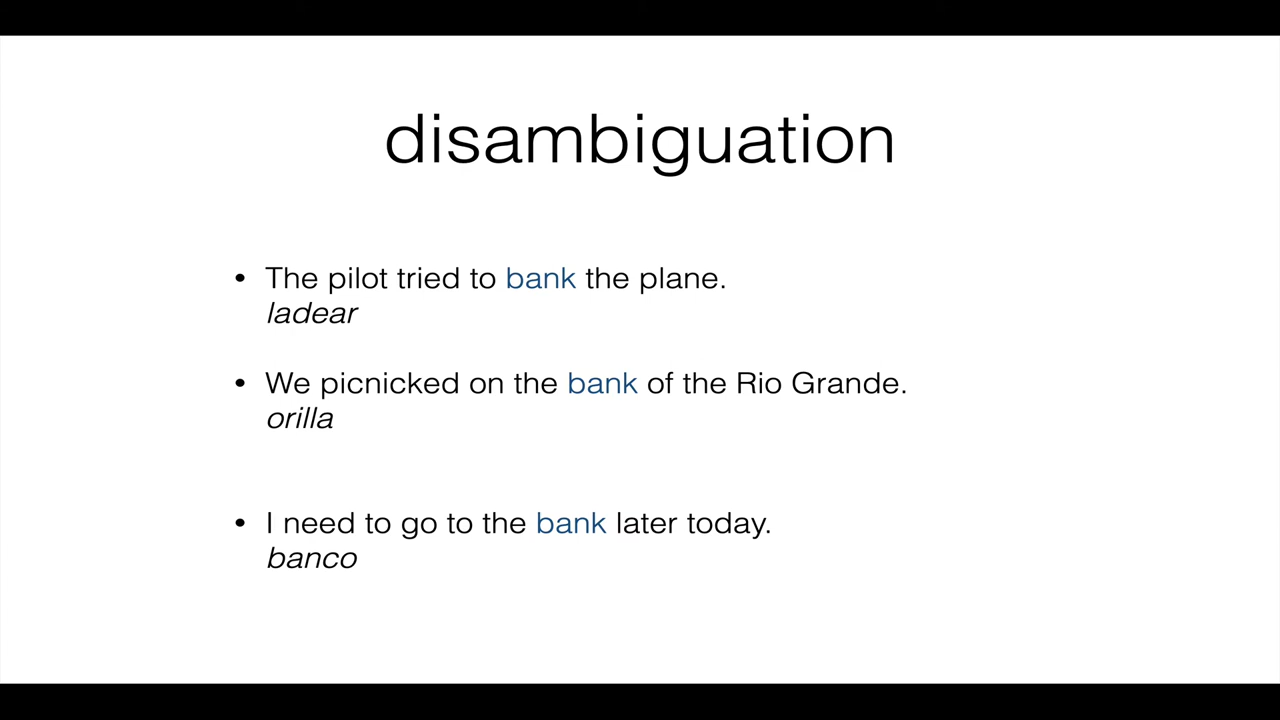 disambiguation
• The pilot tried to bank the plane.
ladear
• We picnicked on the bank of the Rio Grande.
orilla
• I need to go to the bank later today.
banco